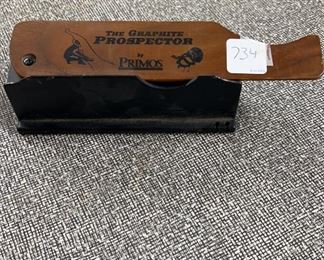 THE GRAPHITE
PROSPECTOR
by
PRIMOS
734